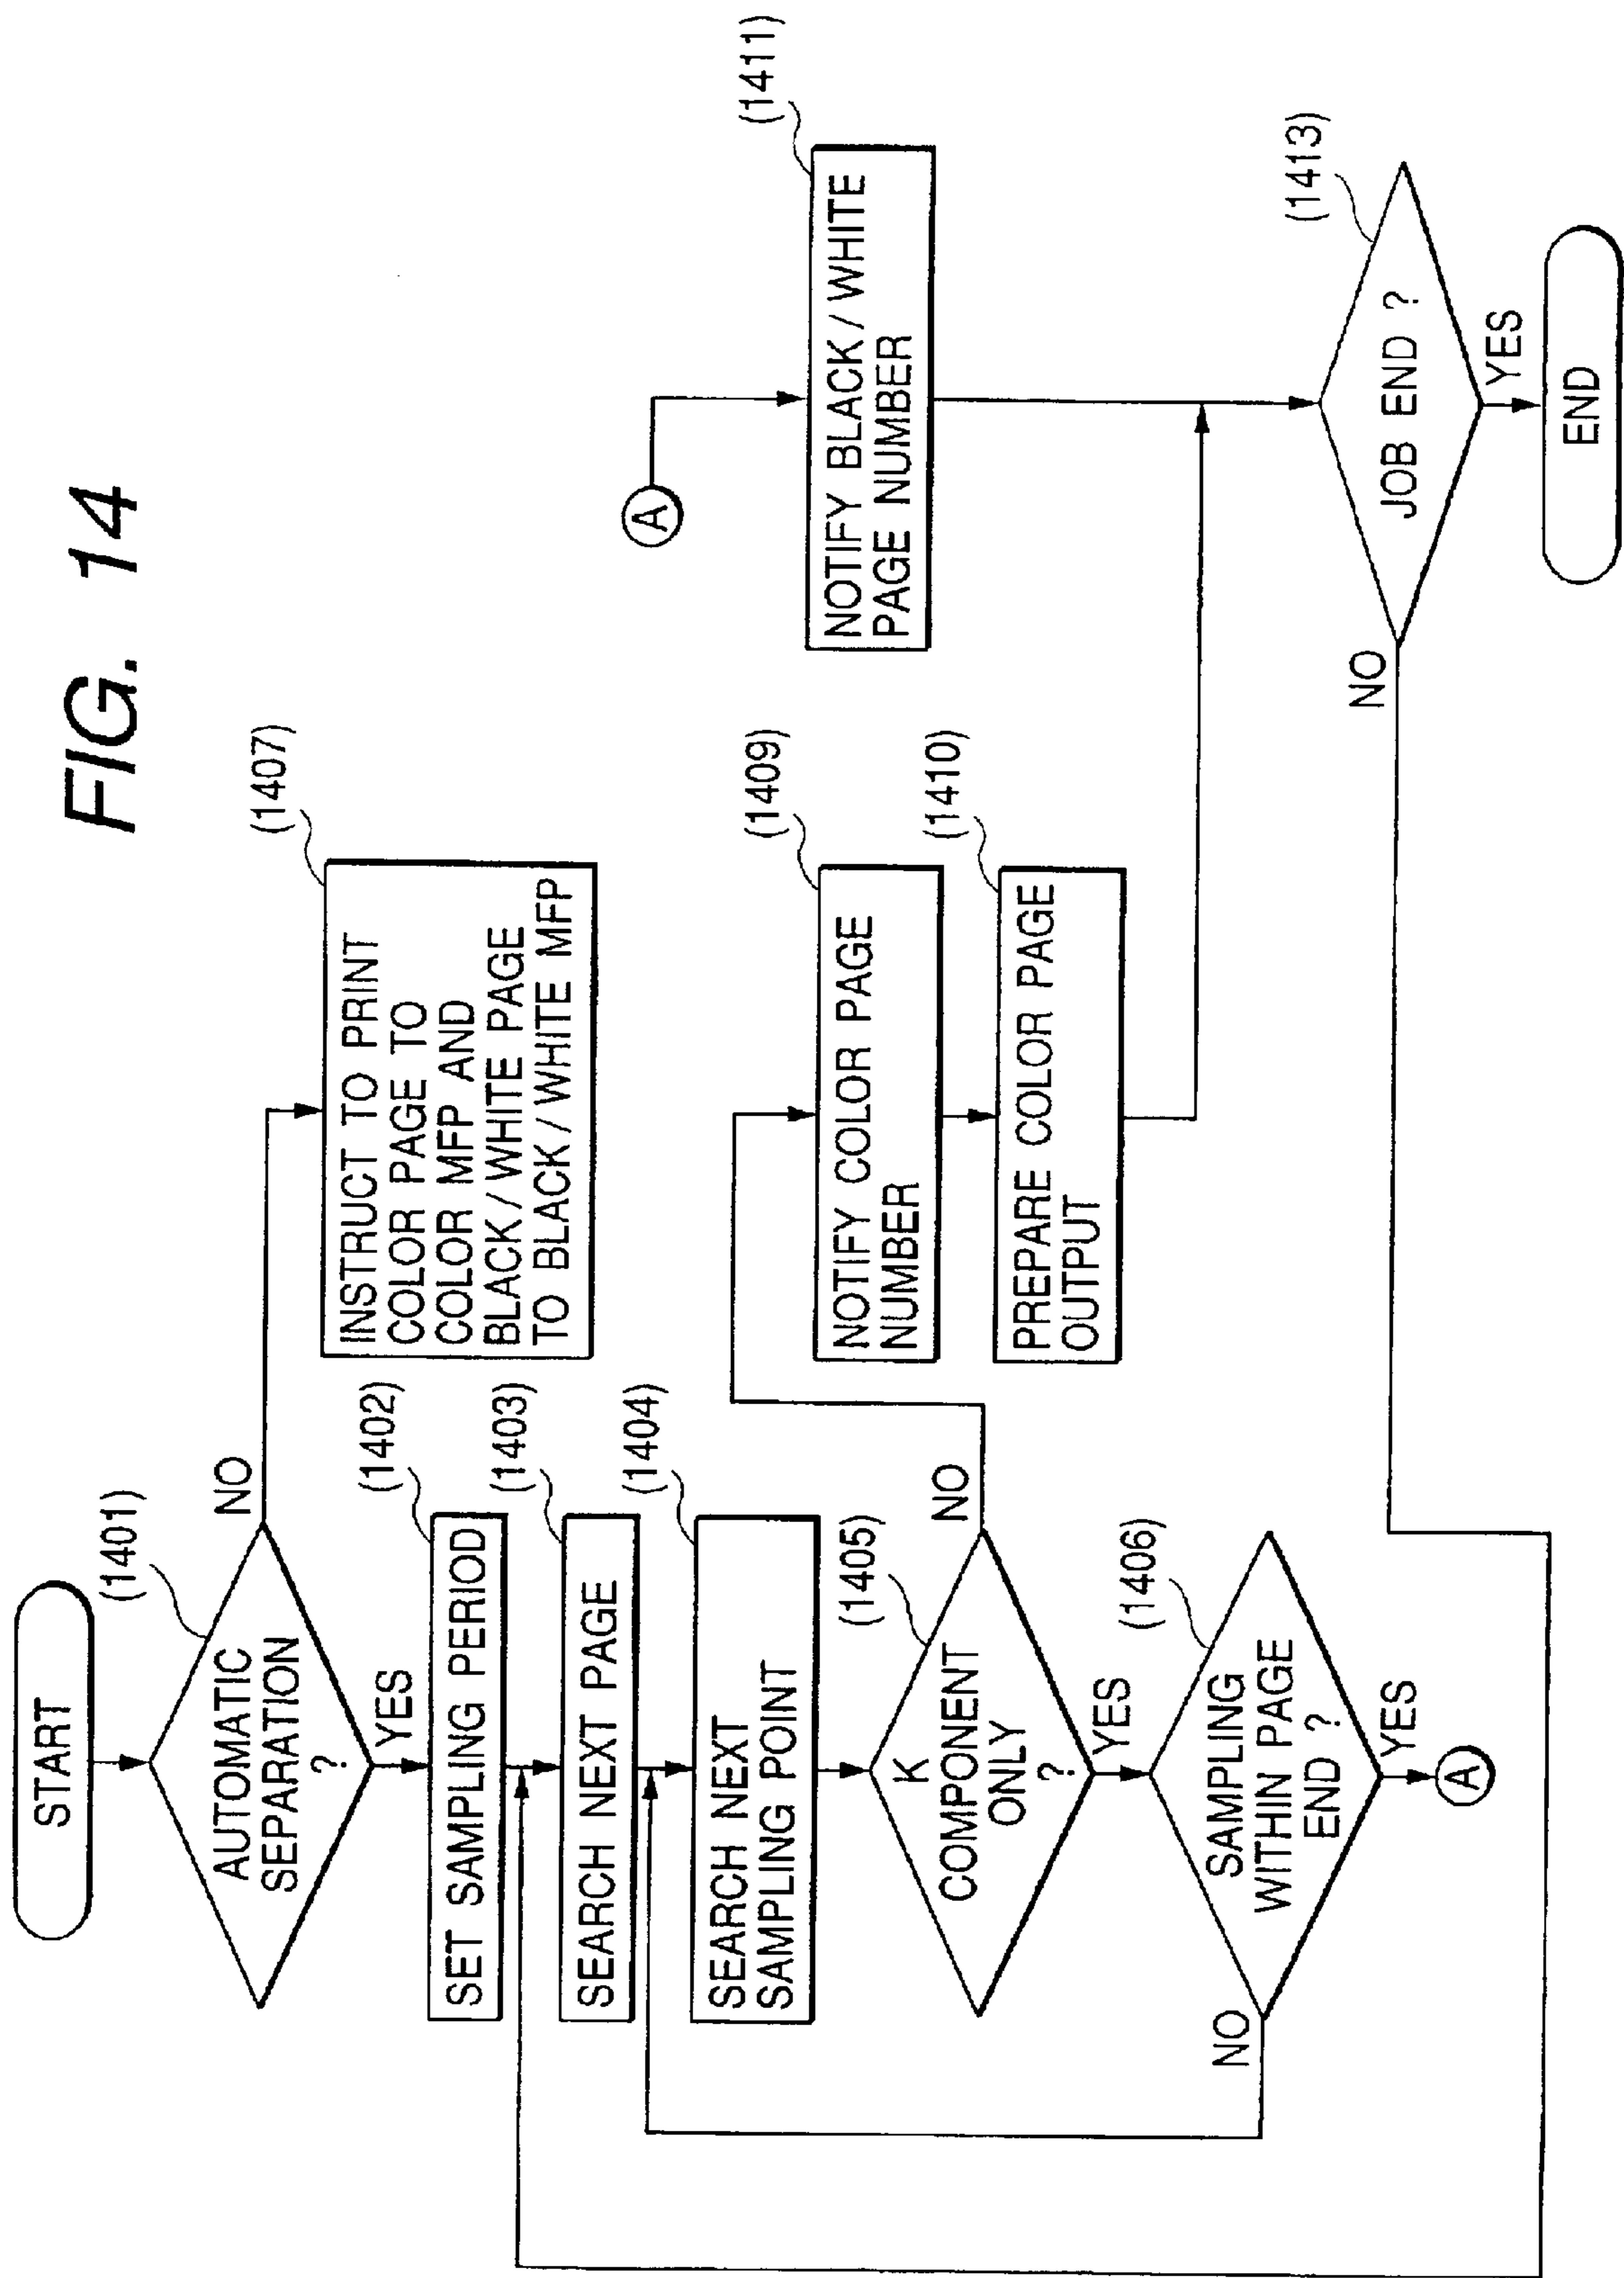 FIG. 14
START
(1401)
AUTOMATIC
SEPARATION
?
NO
YES
(1407)
INSTRUCT TO PRINT
COLOR PAGE TO
COLOR MFP AND
BLACK/WHITE PAGE
TO BLACK/WHITE MFP
(1402)
SET SAMPLING PERIOD
(1403)
SEARCH NEXT PAGE
(1404)
SEARCH NEXT
SAMPLING POINT
(1405)
K
COMPONENT
ONLY
?
NO
YES
(1406)
SAMPLING
WITHIN PAGE
END ?
NO
YES
A
(1409)
NOTIFY COLOR PAGE
NUMBER
(1410)
PREPARE COLOR PAGE
OUTPUT
A
(1411)
NOTIFY BLACK/WHITE
PAGE NUMBER
(1413)
JOB END ?
NO
YES
END